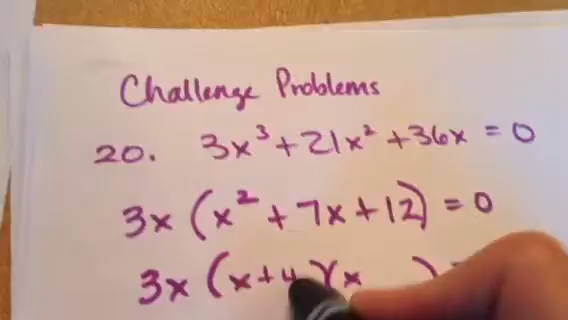 Challenge Problems
20. 3x³+21x²+36x=0
3x(x²+7x+12)=0
3x(x+4)(x )